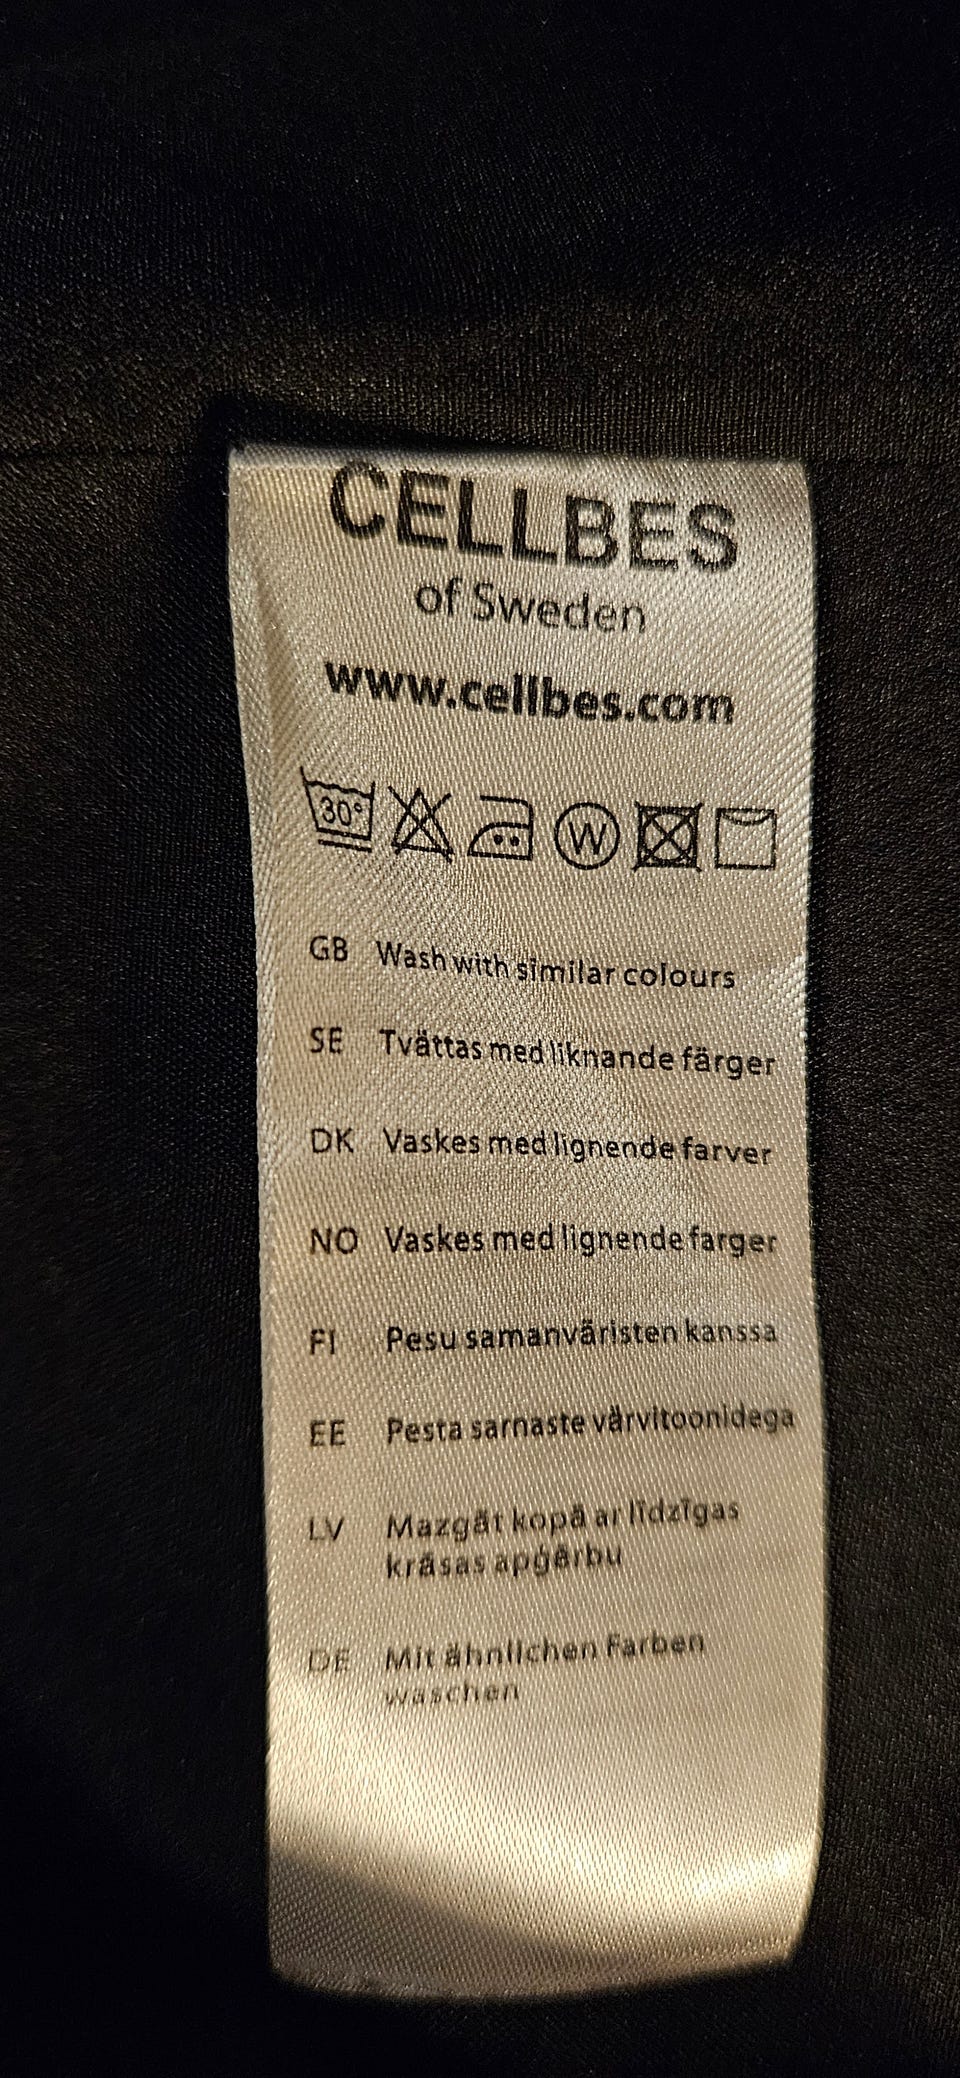 CELLBES
of Sweden
www.cellbes.com
30°
W
GB Wash with similar colours
SE Tvättas med liknande färger
DK Vaskes med lignende farver
NO Vaskes med lignende farger
FI Pesu samanväristen kanssa
EE Pesta sarnaste värvitoonidega
LV Mazgāt kopā ar līdzīgas
krāsas apģērbu
DE Mit ähnlichen Farben
waschen